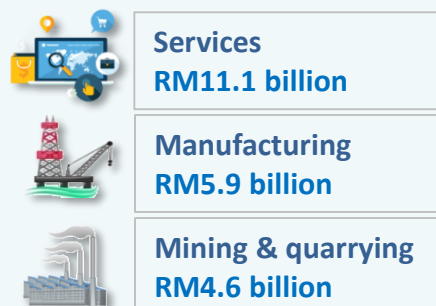 Services
RM11.1 billion
Manufacturing
RM5.9 billion
Mining & quarrying
RM4.6 billion